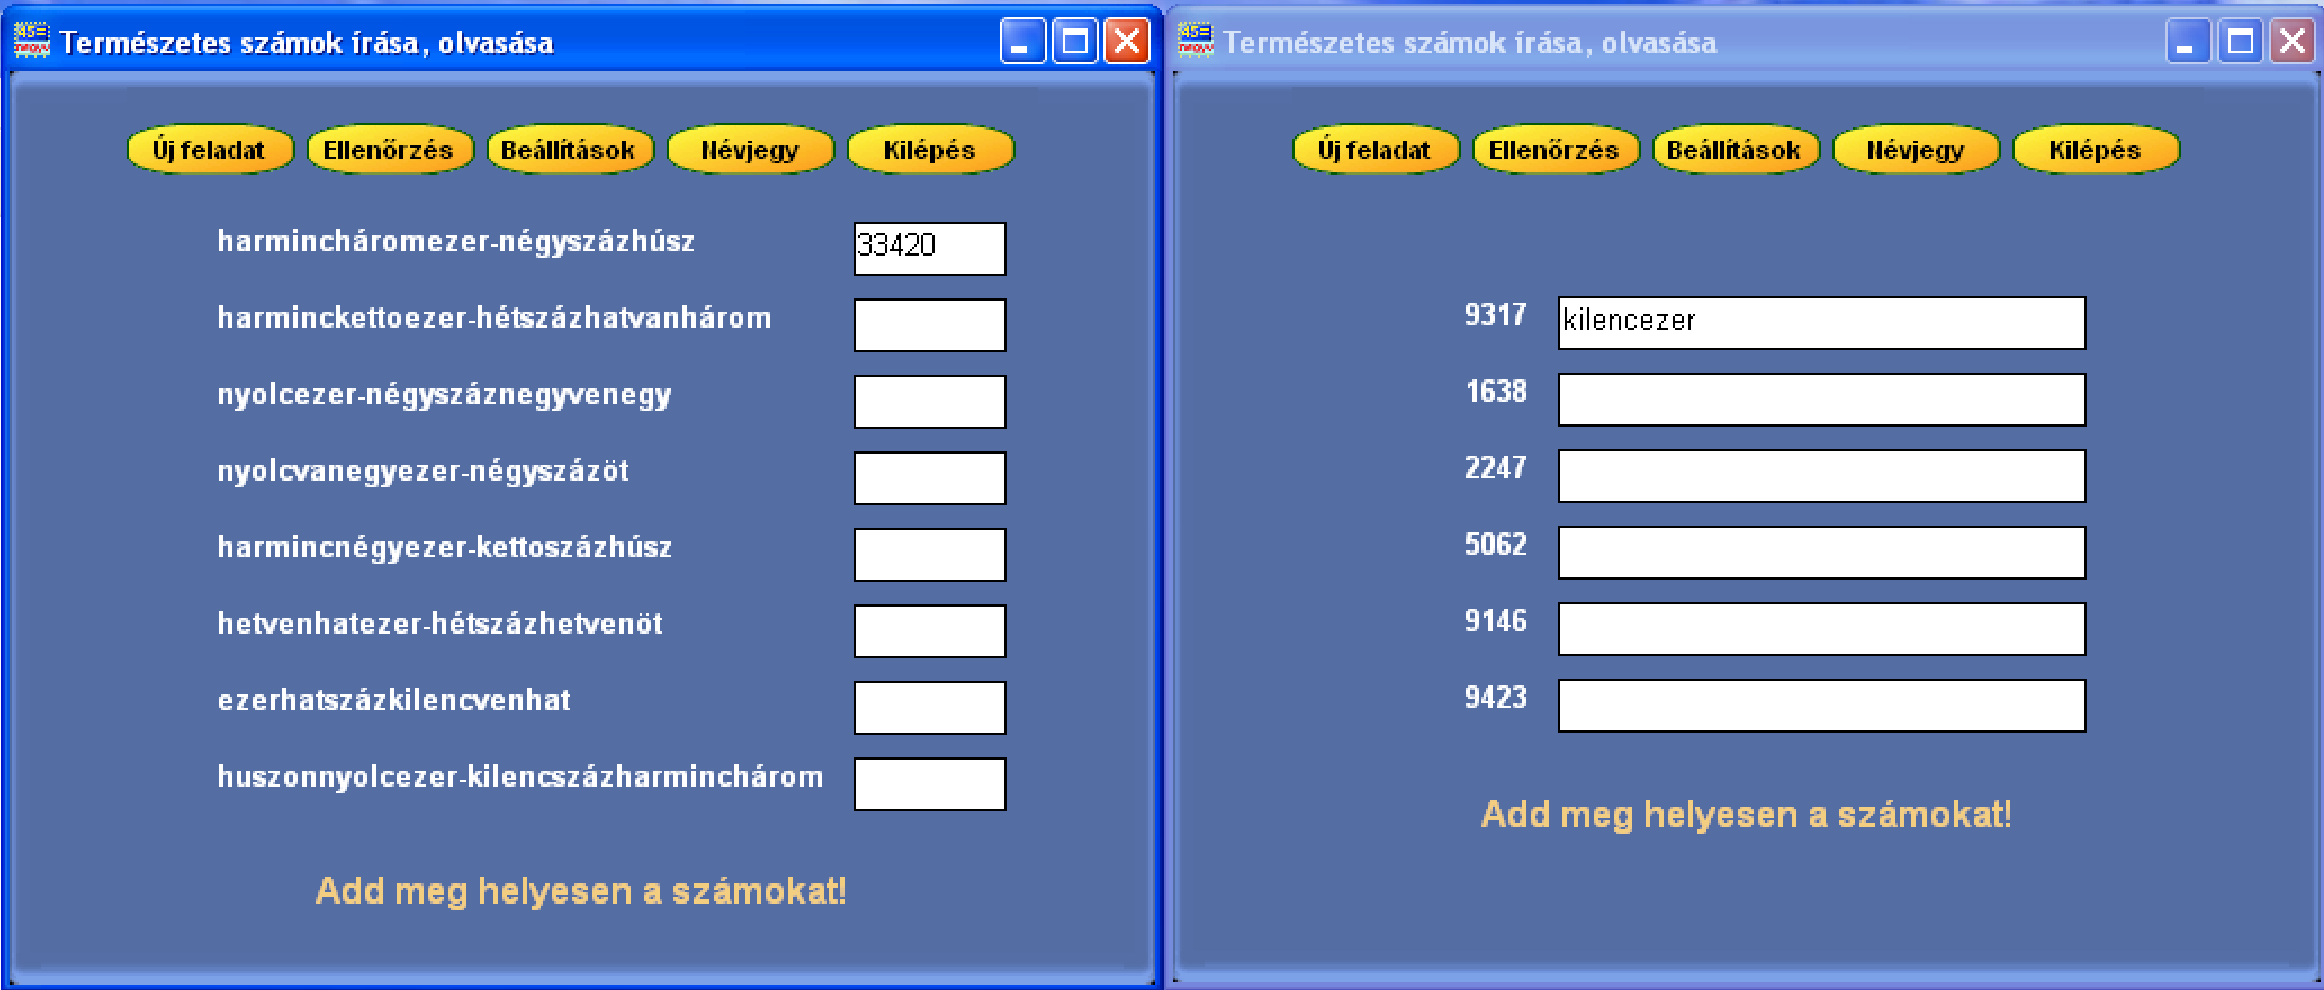 Természetes számok írása, olvasása
Új feladat Ellenőrzés Beállítások Névjegy Kilépés
harmincháromezer-négyszázhúsz 33420
harminckettoezer-hétszázhatvanhárom
nyolcezer-négyszáznegyvenegy
nyolcvanegyezer-négyszázöt
harmincnégyezer-kettoszázhúsz
hetvenhatezer-hétszázhetvenöt
ezerhatszázkilencvenhat
huszonnyolcezer-kilencszázharminchárom
Add meg helyesen a számokat!
Természetes számok írása, olvasása
Új feladat Ellenőrzés Beállítások Névjegy Kilépés
9317 kilencezer
1638
2247
5062
9146
9423
Add meg helyesen a számokat!